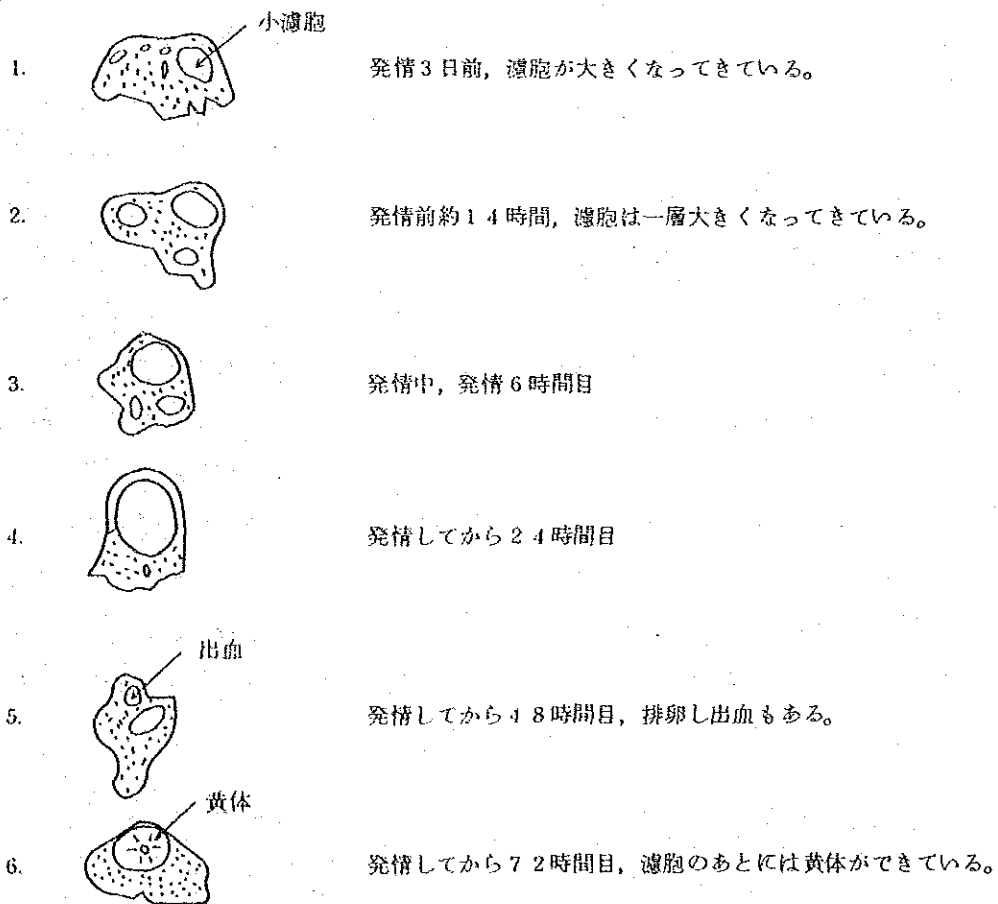 小濾胞
1. 発情3日前,濾胞が大きくなってきている。
2. 発情前約14時間,濾胞は一層大きくなってきている。
3. 発情中,発情6時間目
4. 発情してから24時間目
出血
5. 発情してから48時間目,排卵し出血もある。
黄体
6. 発情してから72時間目,濾胞のあとには黄体ができている。